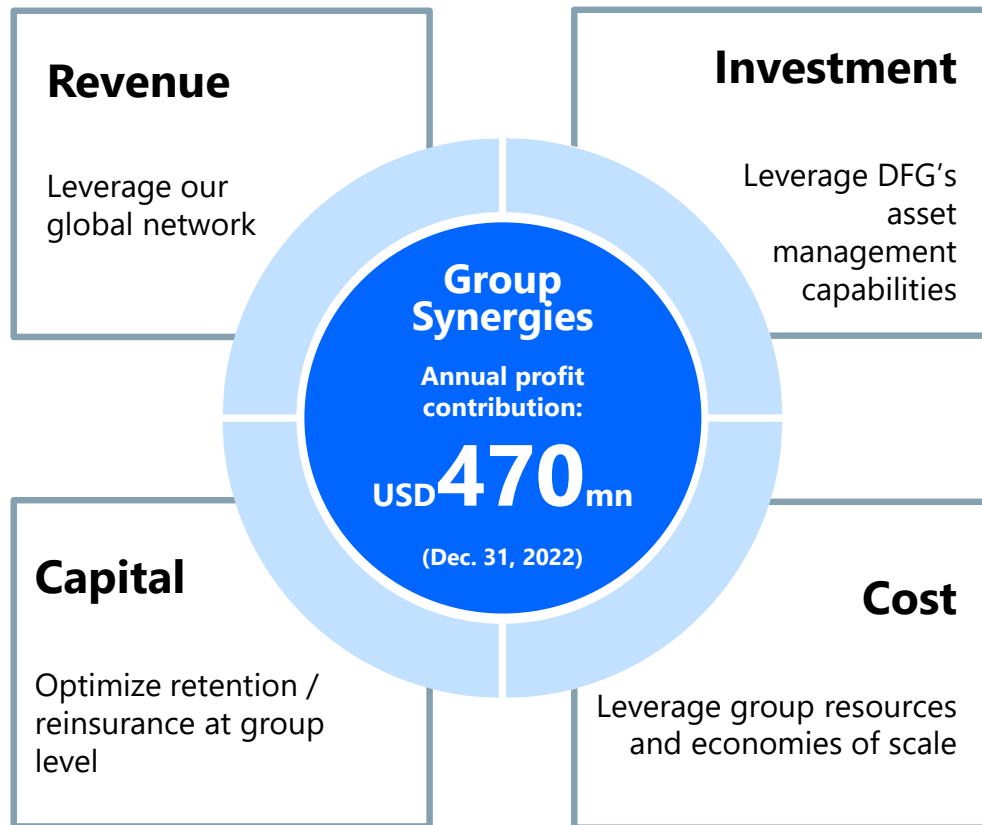 Revenue
Leverage our
global network
Investment
Leverage DFG's
asset
management
capabilities
Group
Synergies
Annual profit
contribution:
USD470mn
(Dec. 31, 2022)
Capital
Optimize retention /
reinsurance at group
level
Cost
Leverage group resources
and economies of scale